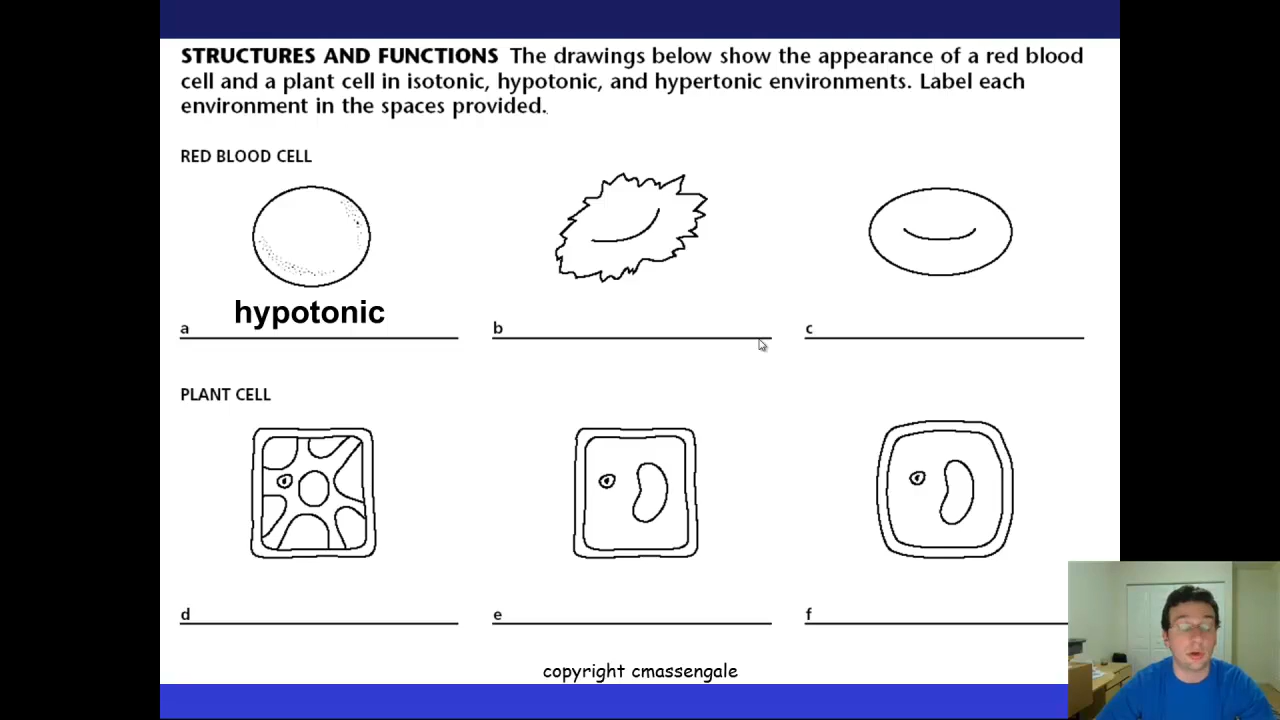 STRUCTURES AND FUNCTIONS The drawings below show the appearance of a red blood
cell and a plant cell in isotonic, hypotonic, and hypertonic environments. Label each
environment in the spaces provided.
RED BLOOD CELL
hypotonic
a
b
c
PLANT CELL
d
e
f
copyright cmassengale